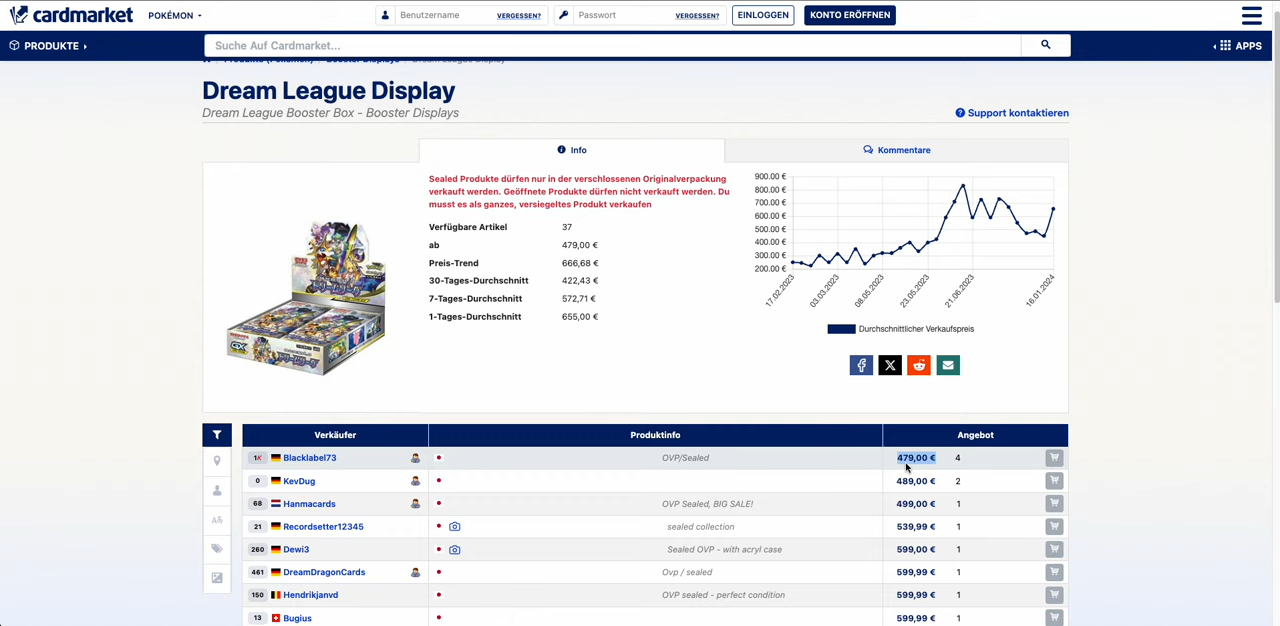 cardmarket
POKÉMON
Benutzername
VERGESSEN?
Passwort
VERGESSEN?
EINLOGGEN
KONTO ERÖFFNEN
PRODUKTE
Suche Auf Cardmarket...
APPS
Dream League Display
Dream League Booster Box - Booster Displays
Support kontaktieren
Info
Kommentare
Sealed Produkte dürfen nur in der verschlossenen Originalverpackung
verkauft werden. Geöffnete Produkte dürfen nicht verkauft werden. Du
musst es als ganzes, versiegeltes Produkt verkaufen
Verfügbare Artikel 37
ab 479,00 €
Preis-Trend 666,68 €
30-Tages-Durchschnitt 422,43 €
7-Tages-Durchschnitt 572,71 €
1-Tages-Durchschnitt 655,00 €
900.00 €
800.00 €
700.00 €
600.00 €
500.00 €
400.00 €
300.00 €
200.00 €
17.02.2023
03.03.2023
08.05.2023
23.05.2023
21.06.2023
16.01.2024
Durchschnittlicher Verkaufspreis
GX
ドリームリーグ
Verkäufer Produktinfo Angebot
1K Blacklabel73 OVP/Sealed 479,00 € 4
0 KevDug 489,00 € 2
68 Hanmacards OVP Sealed, BIG SALE! 499,00 € 1
21 Recordsetter12345 sealed collection 539,99 € 1
260 Dewi3 Sealed OVP - with acryl case 599,00 € 1
461 DreamDragonCards Ovp / sealed 599,99 € 1
150 Hendrikjanvd OVP sealed - perfect condition 599,99 € 1
13 Bugius 599,99 € 1